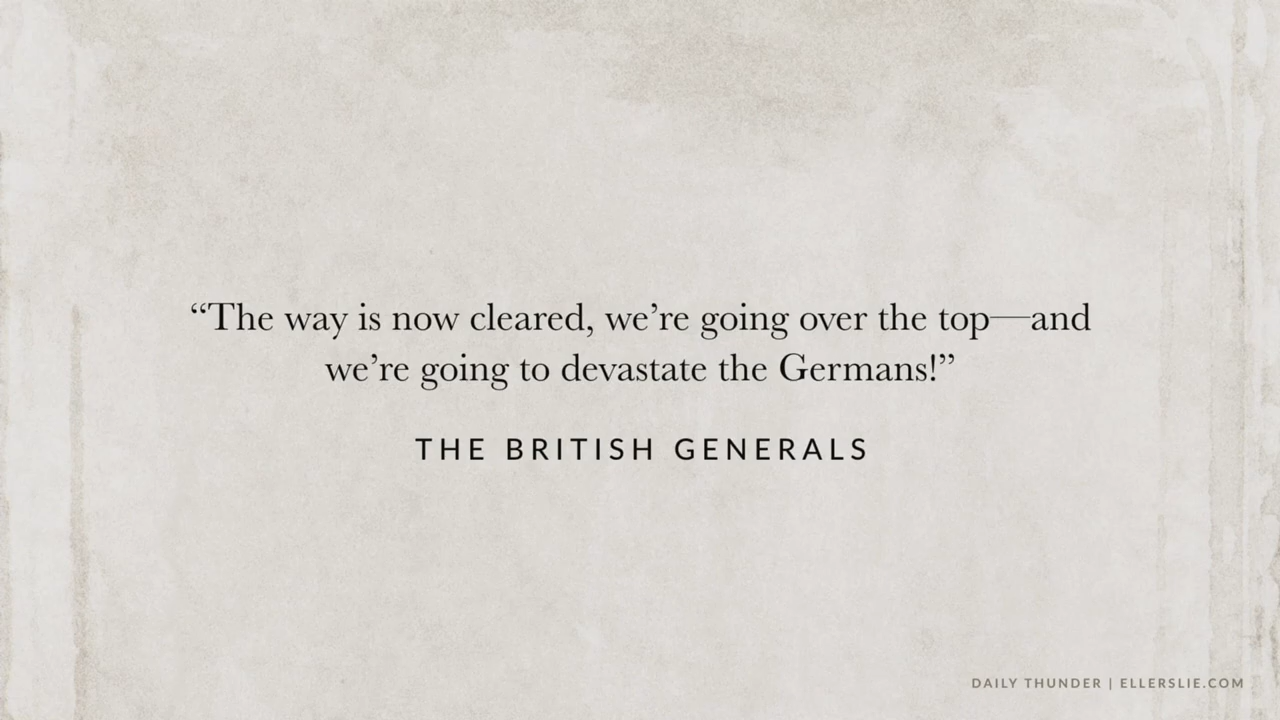 “The way is now cleared, we’re going over the top—and
we’re going to devastate the Germans!”
THE BRITISH GENERALS
DAILY THUNDER | ELLERSLIE.COM